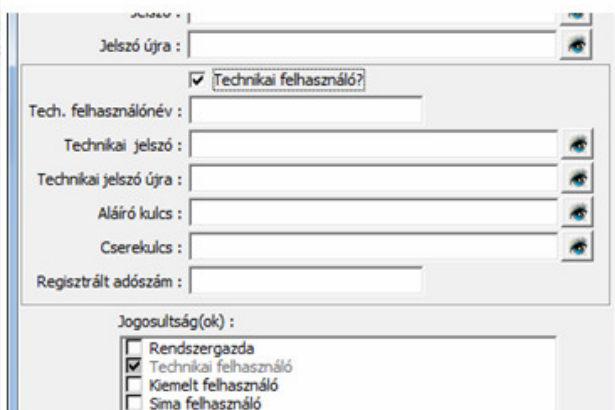 Jelszó :
Jelszó újra :
Technikai felhasználó?
Tech. felhasználónév :
Technikai jelszó :
Technikai jelszó újra :
Aláíró kulcs :
Cserekulcs :
Regisztrált adószám :
Jogosultság(ok) :
Rendszergazda
Technikai felhasználó
Kiemelt felhasználó
Sima felhasználó